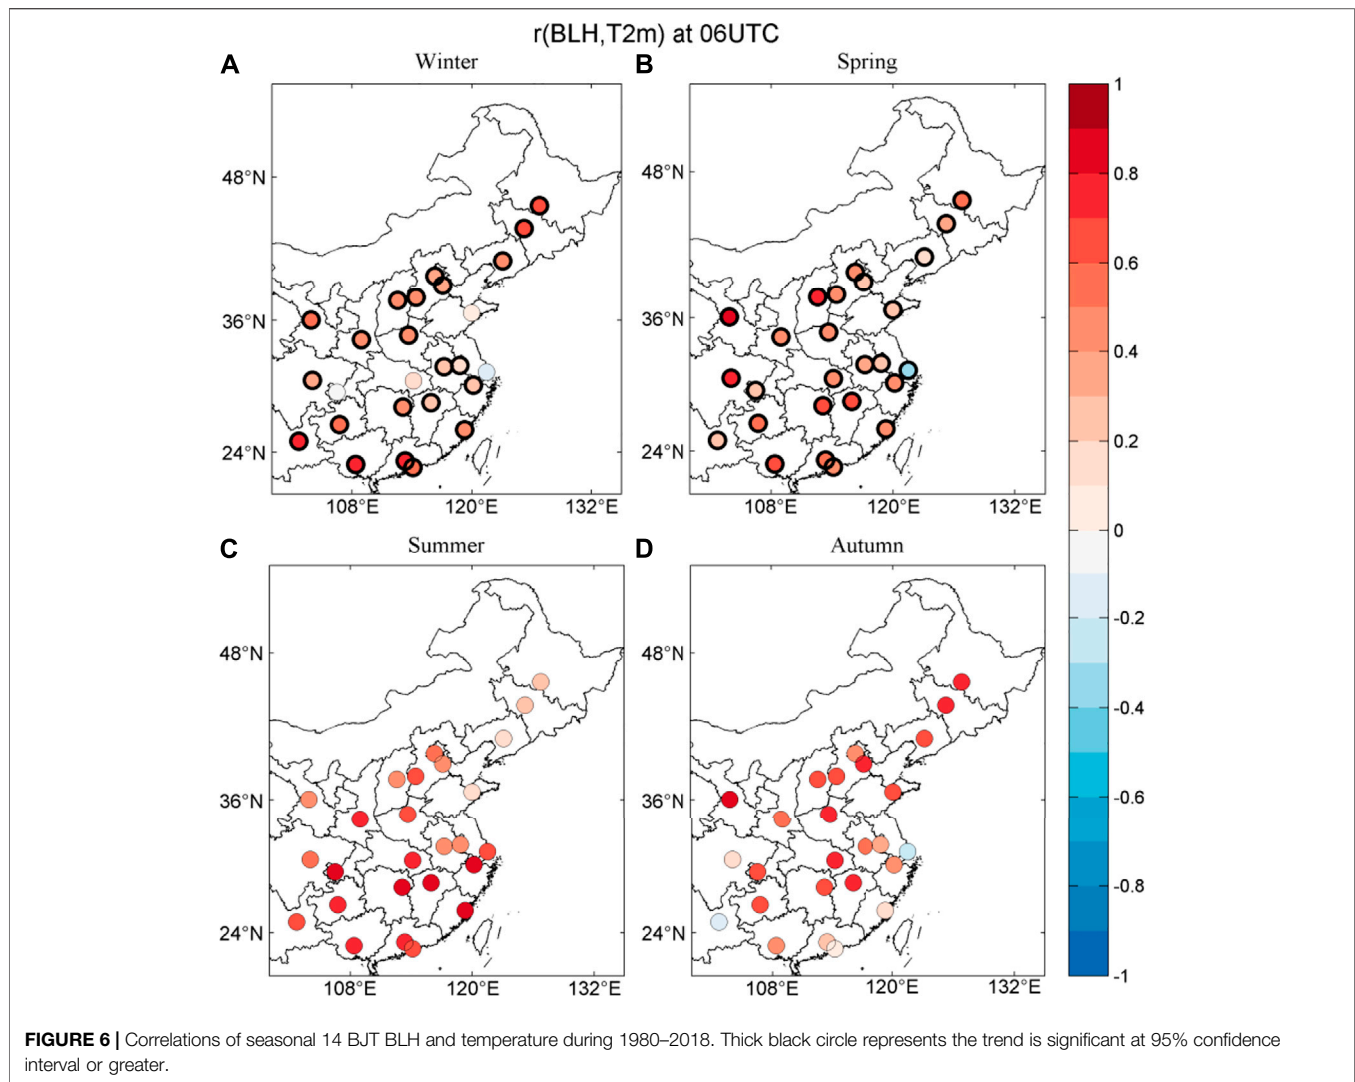 r(BLH,T2m) at 06UTC
A
Winter
B
Spring
48°N
36°N
24°N
108°E
120°E
132°E
48°N
36°N
24°N
108°E
120°E
132°E
C
Summer
D
Autumn
48°N
36°N
24°N
108°E
120°E
132°E
48°N
36°N
24°N
108°E
120°E
132°E
1
0.8
0.6
0.4
0.2
0
-0.2
-0.4
-0.6
-0.8
-1
FIGURE 6 | Correlations of seasonal 14 BJT BLH and temperature during 1980–2018. Thick black circle represents the trend is significant at 95% confidence
interval or greater.